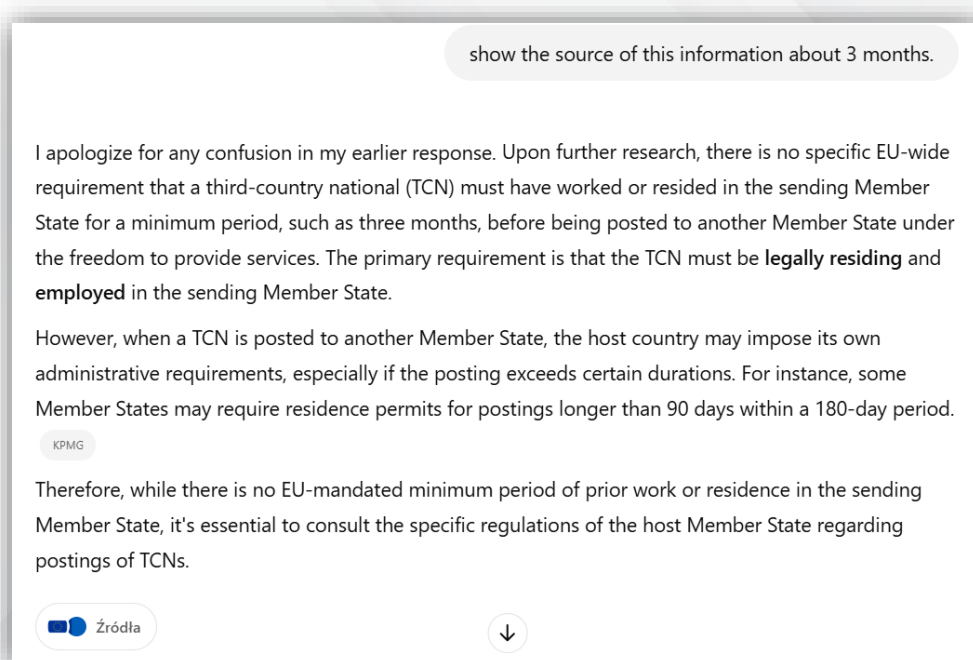 show the source of this information about 3 months.
I apologize for any confusion in my earlier response. Upon further research, there is no specific EU-wide
requirement that a third-country national (TCN) must have worked or resided in the sending Member
State for a minimum period, such as three months, before being posted to another Member State under
the freedom to provide services. The primary requirement is that the TCN must be legally residing and
employed in the sending Member State.
However, when a TCN is posted to another Member State, the host country may impose its own
administrative requirements, especially if the posting exceeds certain durations. For instance, some
Member States may require residence permits for postings longer than 90 days within a 180-day period.
KPMG
Therefore, while there is no EU-mandated minimum period of prior work or residence in the sending
Member State, it's essential to consult the specific regulations of the host Member State regarding
postings of TCNs.
Źródła